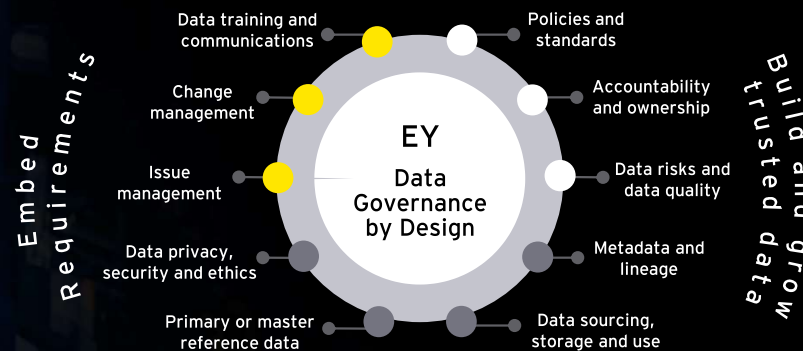 Embed
Requirements
Data training and
communications
Change
management
Issue
management
Data privacy,
security and ethics
Primary or master
reference data
EY
Data
Governance
by Design
Policies and
standards
Accountability
and ownership
Data risks and
data quality
Metadata and
lineage
Data sourcing,
storage and use
Build and grow
trusted data